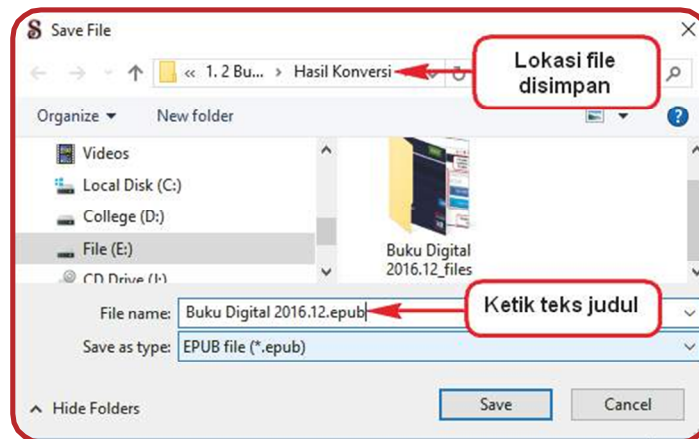 S Save File
« 1. 2 Bu... › Hasil Konversi
Lokasi file
disimpan
Organize
New folder
Videos
Local Disk (C:)
College (D:)
File (E:)
CD Drive (I:)
Buku Digital
2016.12_files
File name: Buku Digital 2016.12.epub
Ketik teks judul
Save as type: EPUB file (*.epub)
Hide Folders
Save
Cancel